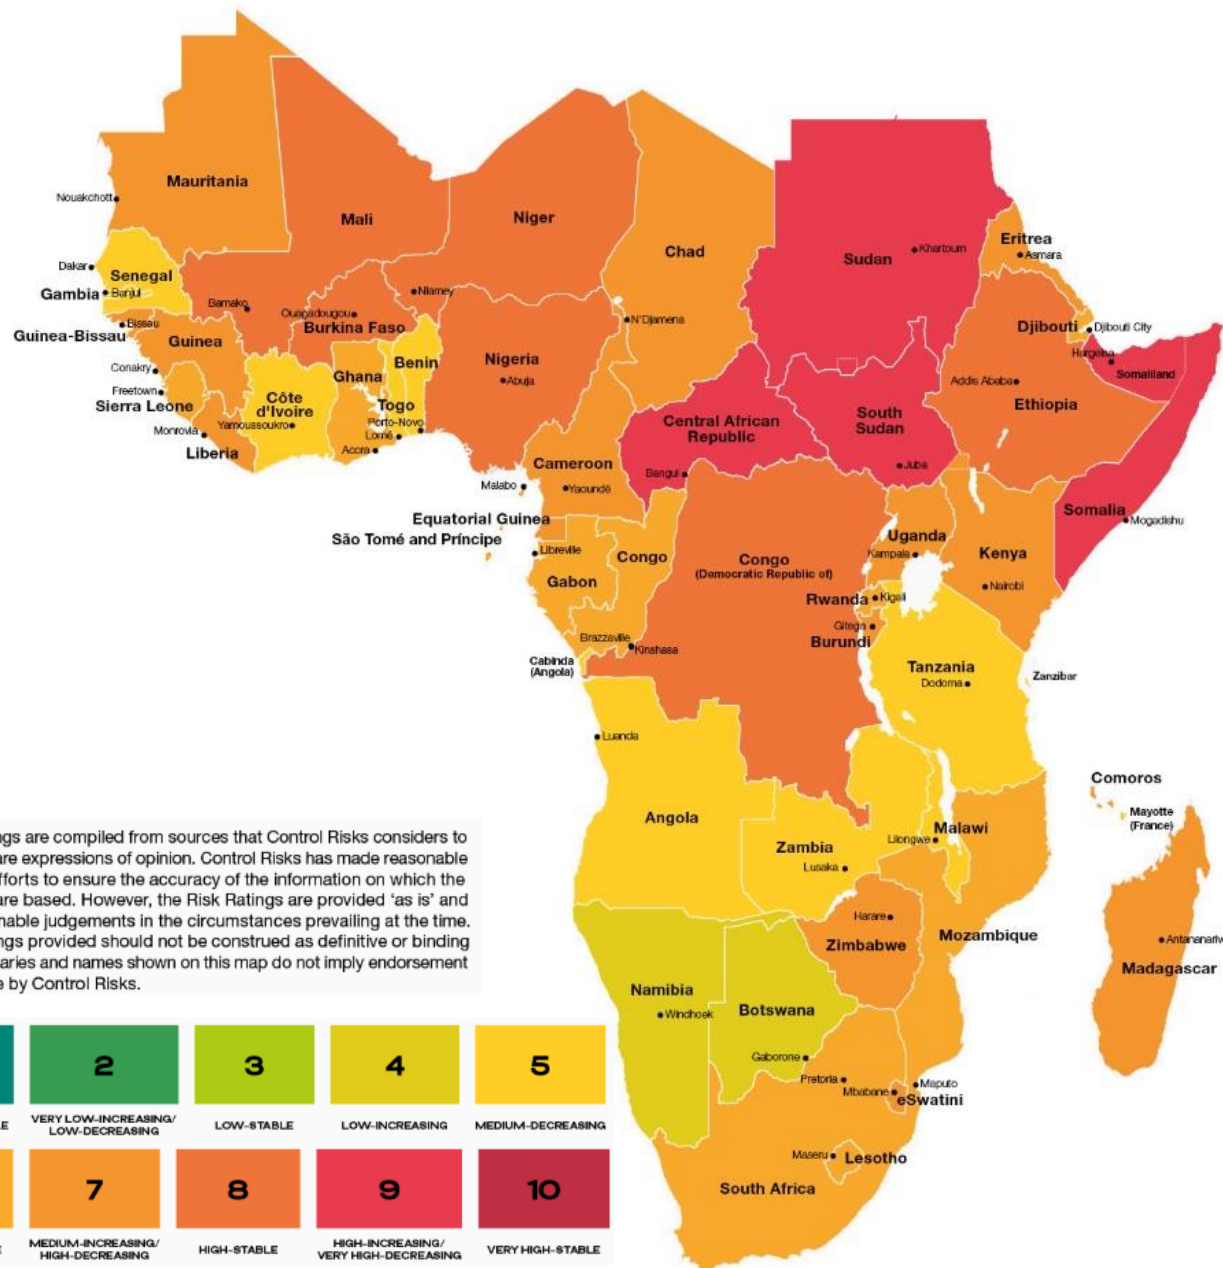 Mauritania
Nouakchott
Mali
Niger
Chad
Sudan
Khartoum
Eritrea
Asmara
Dakar
Senegal
Gambia
Banjul
Bamako
Niamey
Ouagadougou
Burkina Faso
N'Djamena
Djibouti
Djibouti City
Guinea-Bissau
Bissau
Guinea
Benin
Nigeria
Abuja
Hargeisa
Somaliland
Conakry
Ghana
Addis Ababa
Ethiopia
Freetown
Sierra Leone
Côte
d'Ivoire
Yamoussoukro
Togo
Porto-Novo
Lomé
Accra
Monrovia
Liberia
Central African
Republic
South
Sudan
Bangui
Juba
Cameroon
Yaoundé
Malabo
Equatorial Guinea
São Tomé and Príncipe
Somalia
Mogadishu
Uganda
Kampala
Kenya
Nairobi
Libreville
Gabon
Congo
Congo
(Democratic Republic of)
Rwanda
Kigali
Gitega
Burundi
Brazzaville
Kinshasa
Cabinda
(Angola)
Tanzania
Dodoma
Zanzibar
Luanda
Angola
Zambia
Lusaka
Malawi
Lilongwe
Comoros
Mayotte
(France)
Harare
Zimbabwe
Mozambique
Antananariv
Madagascar
Namibia
Windhoek
Botswana
Gaborone
Pretoria
Mbabane
Maputo
eSwatini
Maseru
Lesotho
South Africa
ngs are compiled from sources that Control Risks considers to
are expressions of opinion. Control Risks has made reasonable
fforts to ensure the accuracy of the information on which the
are based. However, the Risk Ratings are provided 'as is' and
nable judgements in the circumstances prevailing at the time.
ngs provided should not be construed as definitive or binding
aries and names shown on this map do not imply endorsement
e by Control Risks.
2
3
4
5
VERY LOW-INCREASING/
LOW-DECREASING
LOW-STABLE
LOW-INCREASING
MEDIUM-DECREASING
7
8
9
10
MEDIUM-INCREASING/
HIGH-DECREASING
HIGH-STABLE
HIGH-INCREASING/
VERY HIGH-DECREASING
VERY HIGH-STABLE